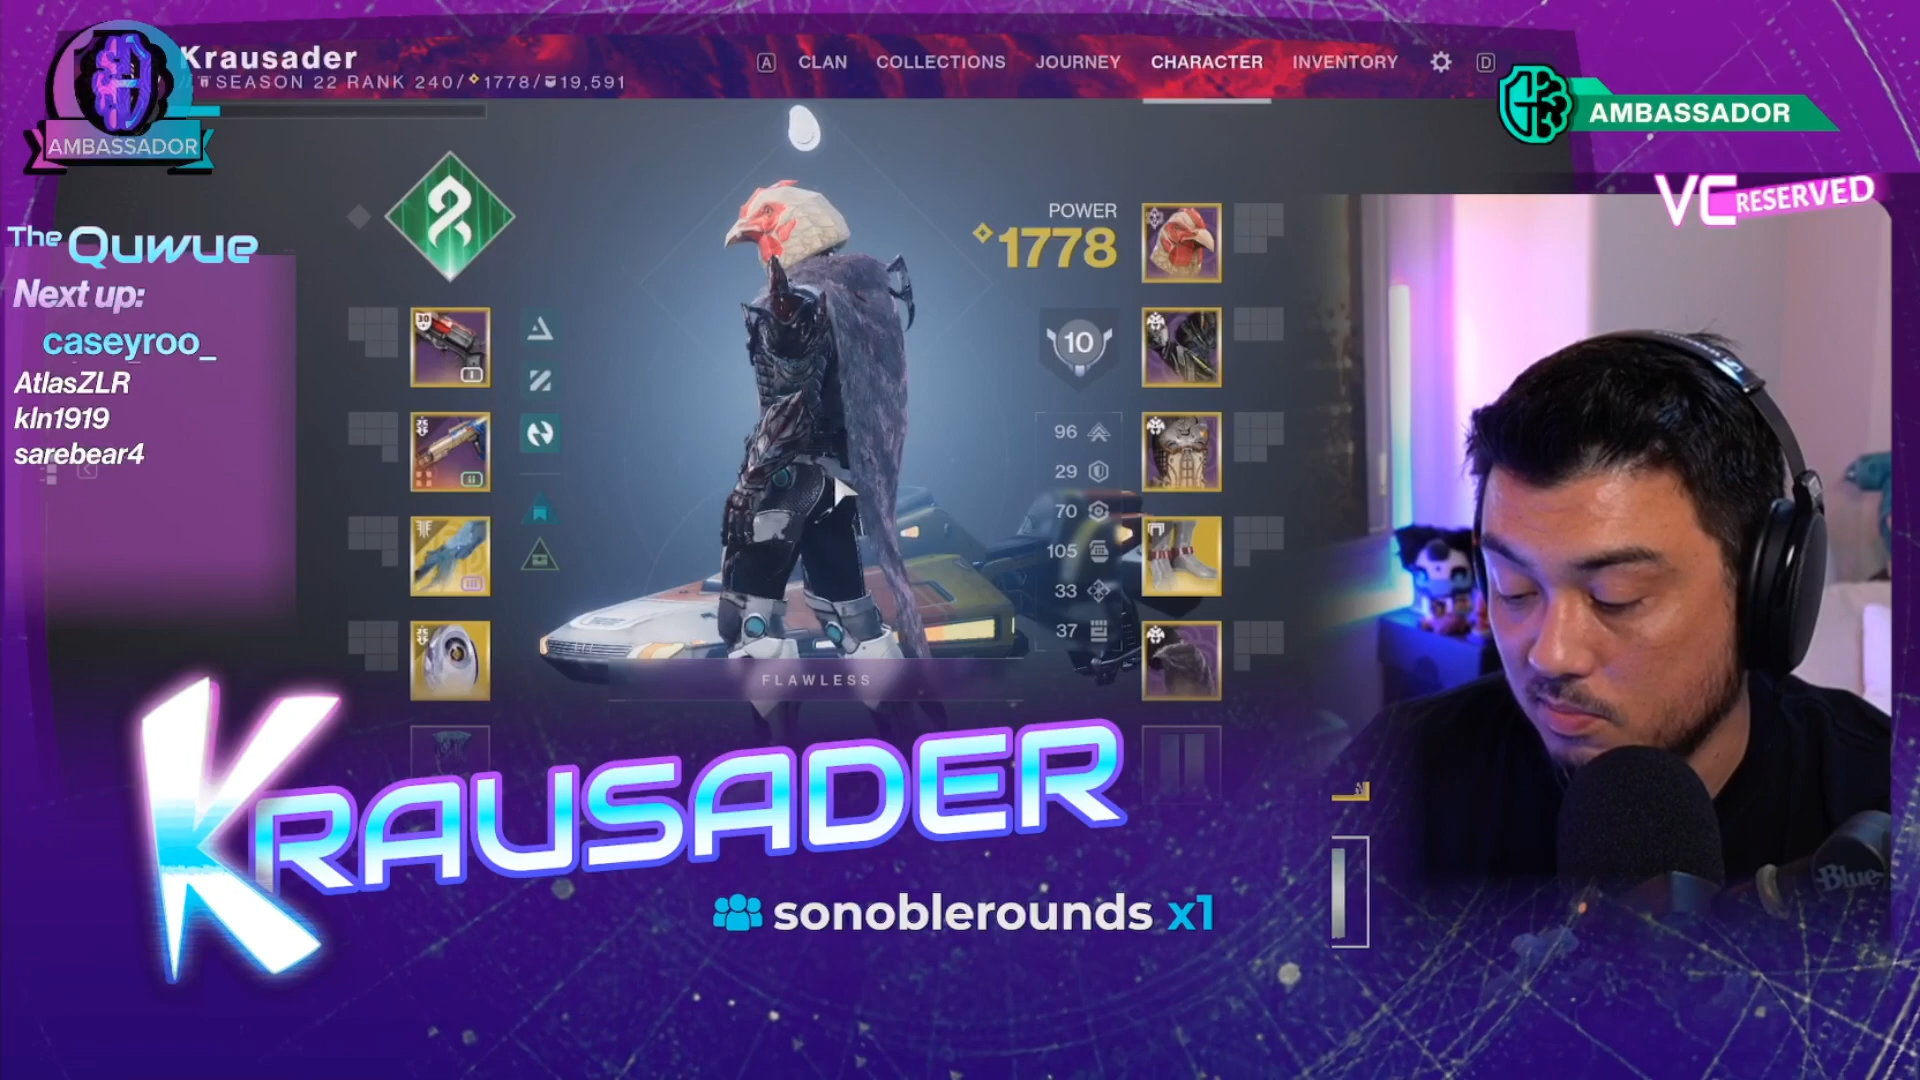 Krausader
SEASON 22 RANK 240/ 1778/ 19,591
A CLAN COLLECTIONS JOURNEY CHARACTER INVENTORY D
AMBASSADOR
AMBASSADOR
VC RESERVED
The Quwue
Next up:
caseyroo_
AtlasZLR
kln1919
sarebear4
POWER
1778
30
10
96
29
70
105
33
37
FLAWLESS
KRAUSADER
sonoblerounds x1
Blue